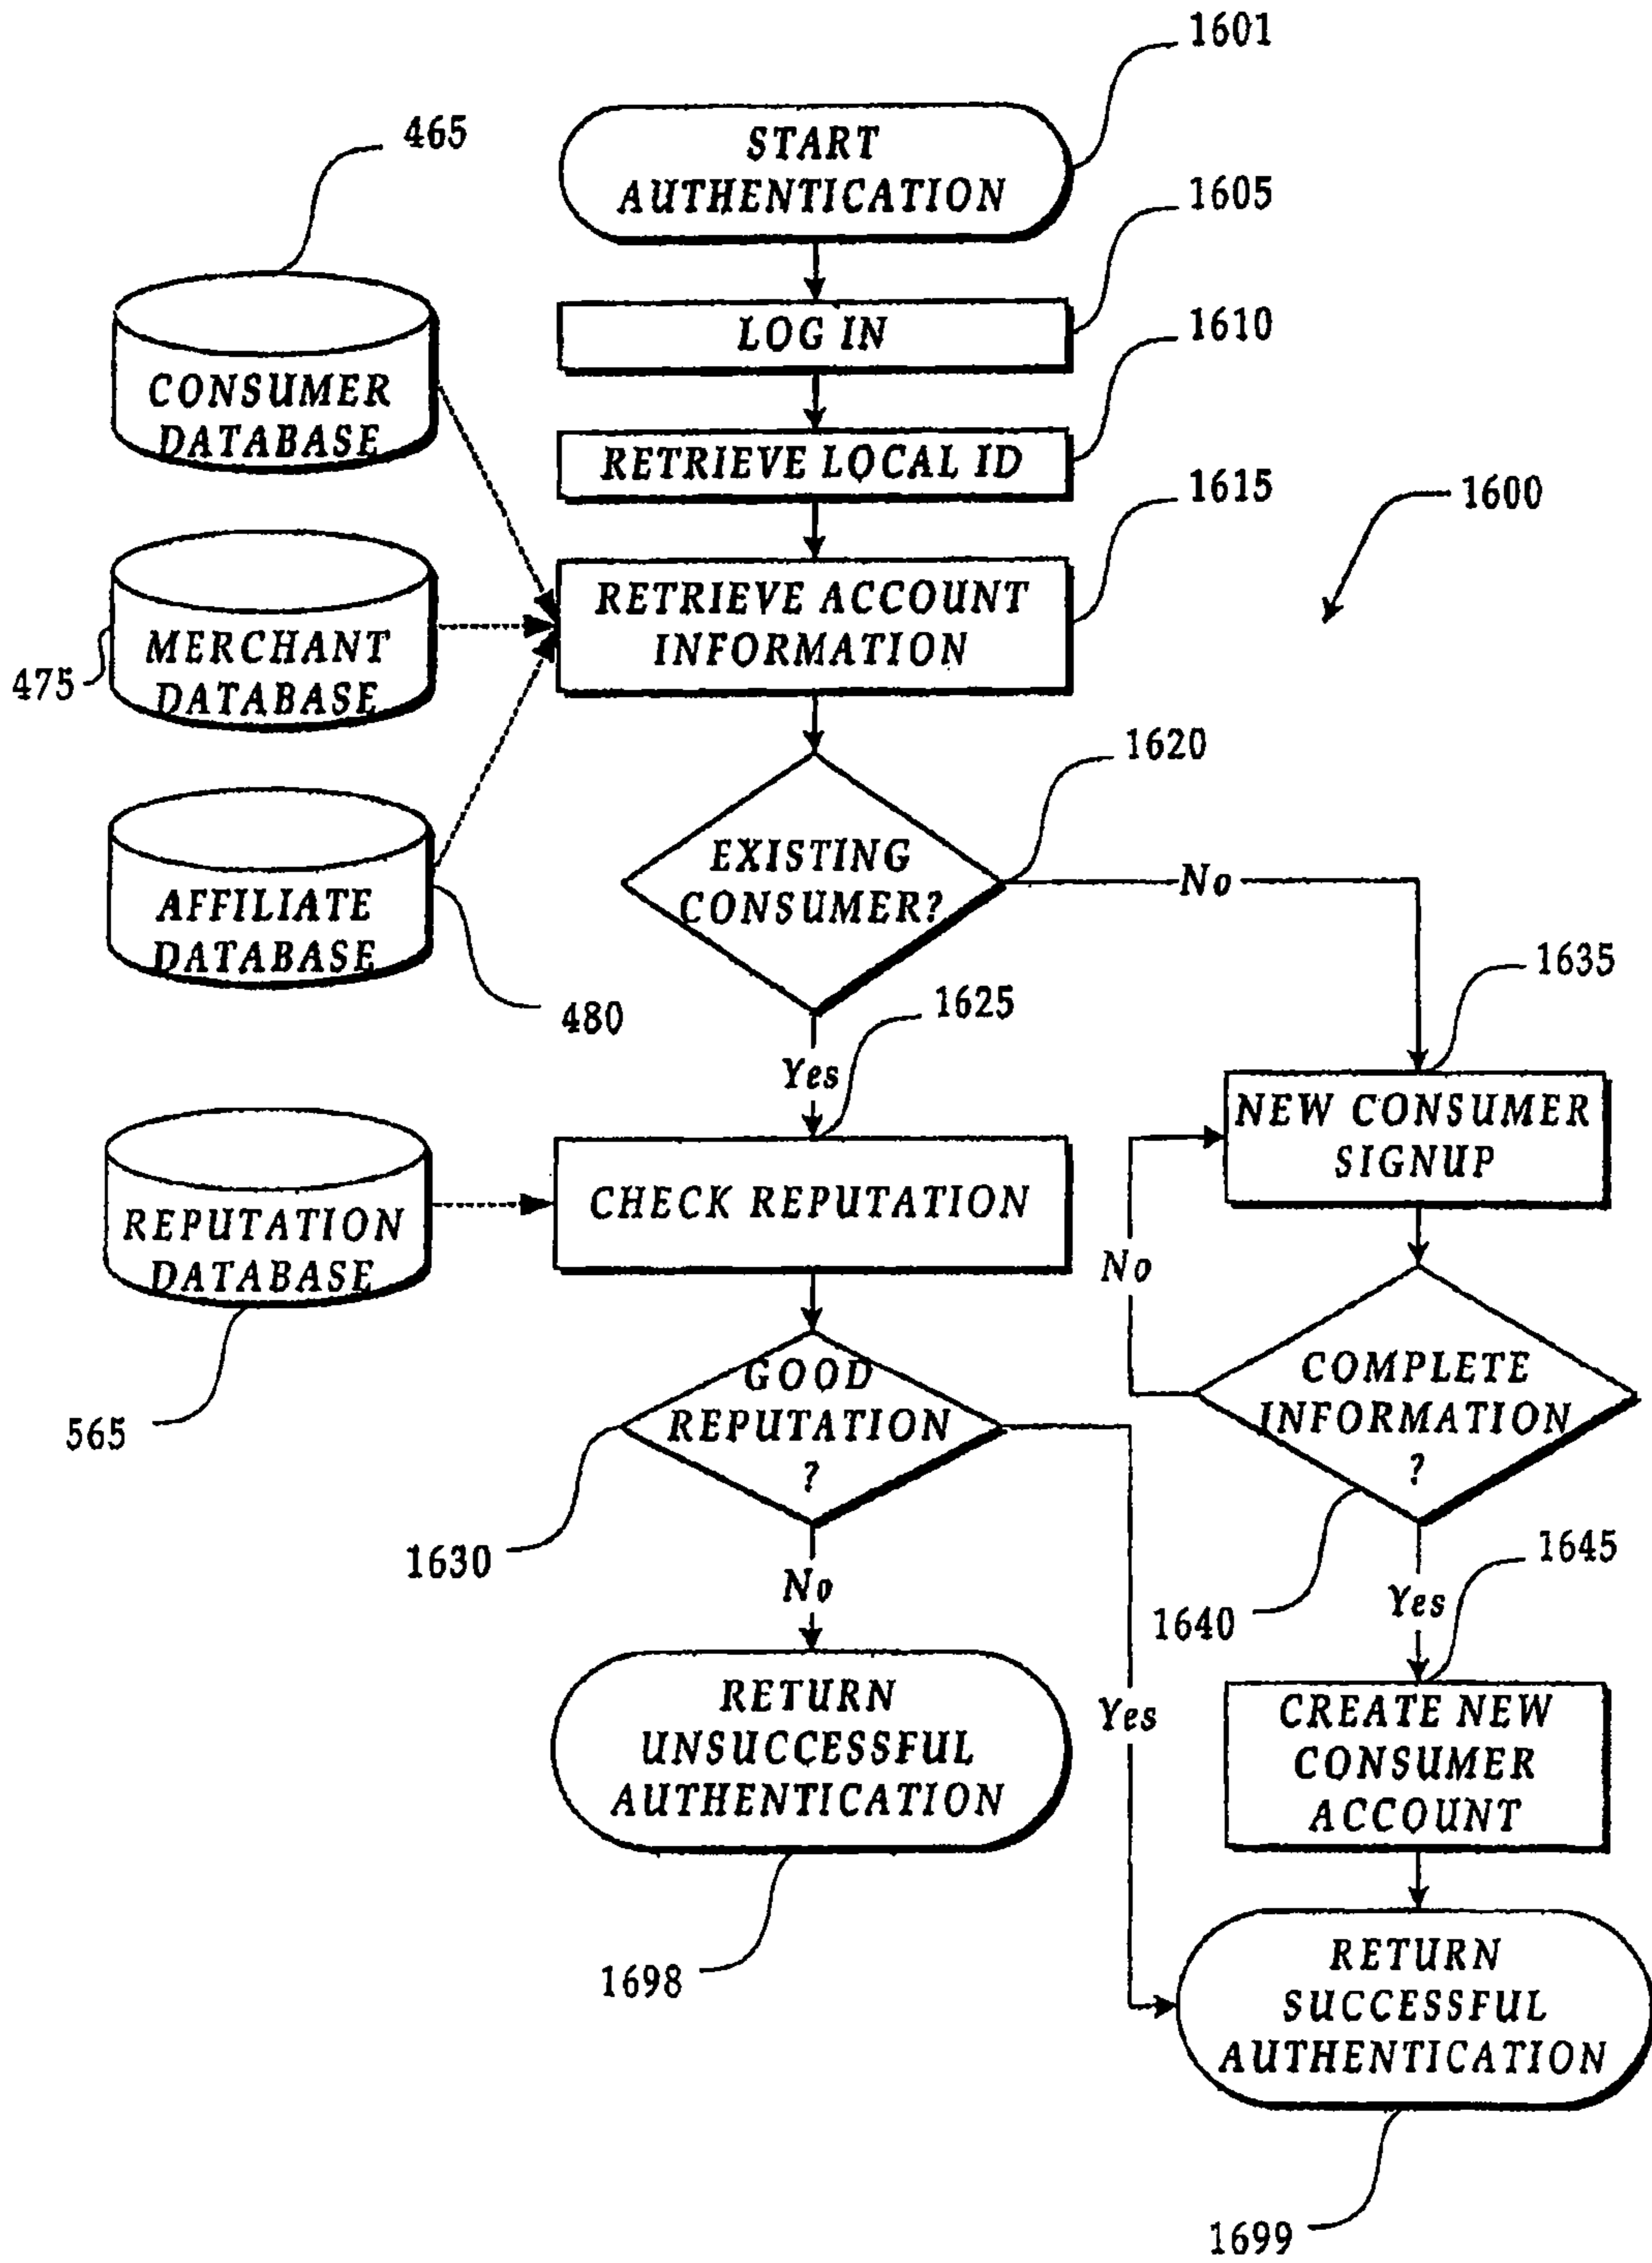 1601
START
AUTHENTICATION
465
1605
LOG IN
1610
CONSUMER
DATABASE
RETRIEVE LOCAL ID
1615
1600
RETRIEVE ACCOUNT
INFORMATION
MERCHANT
DATABASE
475
1620
EXISTING
CONSUMER?
No
AFFILIATE
DATABASE
480
1635
1625
Yes
NEW CONSUMER
SIGNUP
CHECK REPUTATION
REPUTATION
DATABASE
No
565
GOOD
REPUTATION
?
COMPLETE
INFORMATION
?
1630
No
1645
Yes
1640
RETURN
UNSUCCESSFUL
AUTHENTICATION
Yes
CREATE NEW
CONSUMER
ACCOUNT
1698
RETURN
SUCCESSFUL
AUTHENTICATION
1699